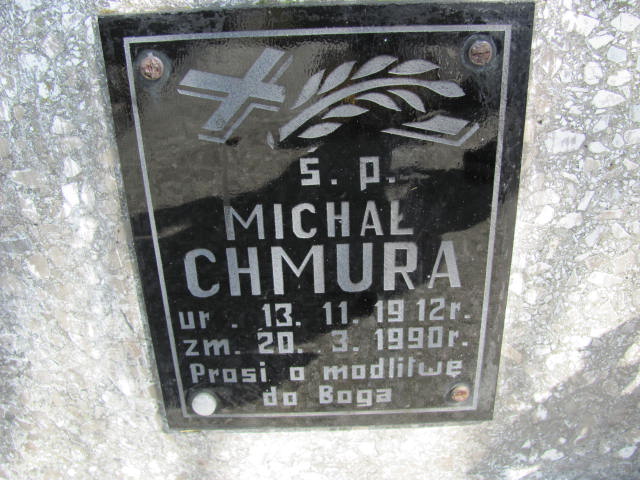 ś. p.
MICHAŁ
CHMURA
ur. 13. 11. 1912r.
zm. 20. 3. 1990r.
Prosi o modlitwę
do Boga